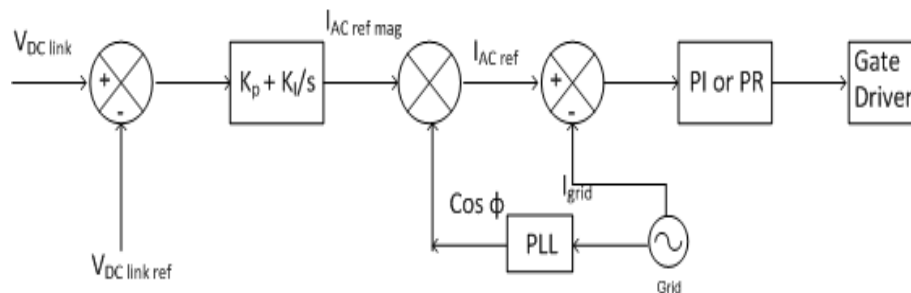 V_DC link
+
-
V_DC link ref
K_p + K_I/s
I_AC ref mag
I_AC ref
+
-
I_grid
PI or PR
Gate
Driver
Cos ϕ
PLL
Grid